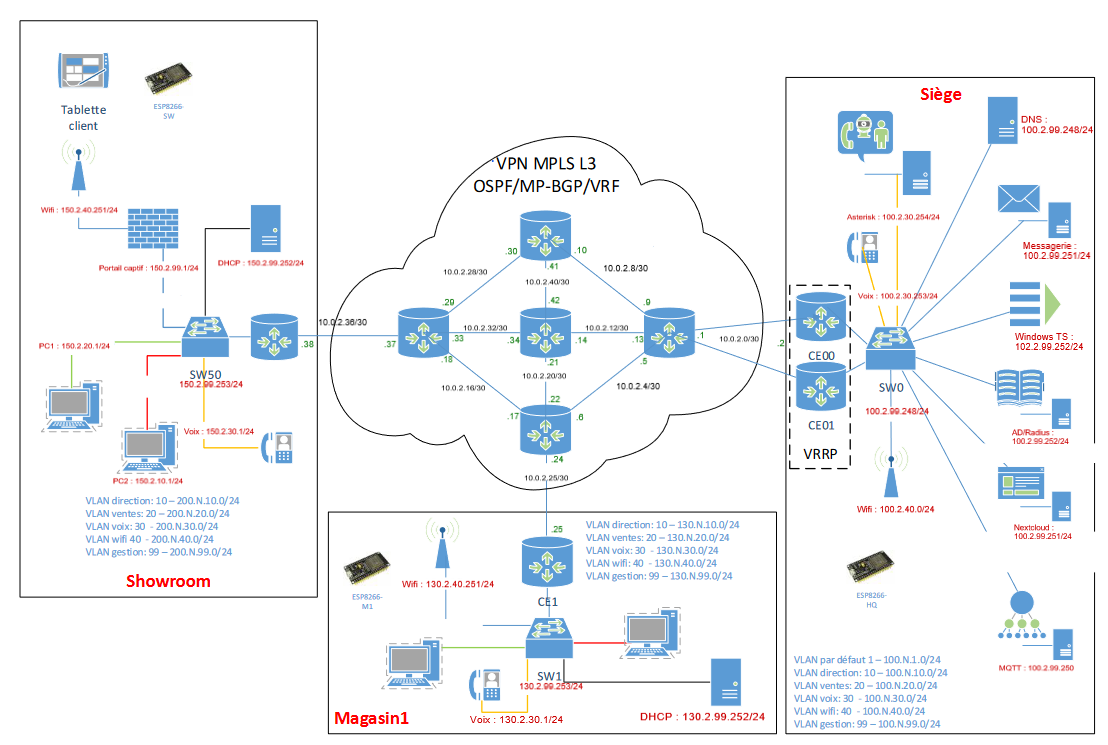 Tablette
client
ESP8266-
SW
Wifi : 150.2.40.251/24
Portail captif : 150.2.99.1/24
DHCP : 150.2.99.252/24
PC1 : 150.2.20.1/24
SW50
150.2.99.253/24
.38
Voix : 150.2.30.1/24
PC2 : 150.2.10.1/24
VLAN direction: 10 – 200.N.10.0/24
VLAN ventes: 20 – 200.N.20.0/24
VLAN voix: 30 - 200.N.30.0/24
VLAN wifi 40 - 200.N.40.0/24
VLAN gestion: 99 – 200.N.99.0/24
Showroom
VPN MPLS L3
OSPF/MP-BGP/VRF
.30
.10
10.0.2.28/30
.41
10.0.2.8/30
10.0.2.40/30
.29
.42
.9
10.0.2.36/30
.37
.33
10.0.2.32/30
.34
.14
10.0.2.12/30
.13
.1
10.0.2.0/30
.2
.18
.21
.5
10.0.2.16/30
10.0.2.20/30
10.0.2.4/30
.17
.22
.6
.24
10.0.2.25/30
.25
CE1
ESP8266-
M1
Wifi : 130.2.40.251/24
VLAN direction: 10 – 130.N.10.0/24
VLAN ventes: 20 – 130.N.20.0/24
VLAN voix: 30 - 130.N.30.0/24
VLAN wifi: 40 - 130.N.40.0/24
VLAN gestion: 99 – 130.N.99.0/24
SW1
130.2.99.253/24
Voix : 130.2.30.1/24
DHCP : 130.2.99.252/24
Magasin1
Siège
DNS :
100.2.99.248/24
Asterisk : 100.2.30.254/24
Messagerie :
100.2.99.251/24
Voix : 100.2.30.253/24
Windows TS :
102.2.99.252/24
CE00
CE01
VRRP
SW0
100.2.99.248/24
AD/Radius :
100.2.99.252/24
Wifi : 100.2.40.0/24
Nextcloud :
100.2.99.251/24
ESP8266-
HQ
MQTT : 100.2.99.250
VLAN par défaut 1 – 100.N.1.0/24
VLAN direction: 10 – 100.N.10.0/24
VLAN ventes: 20 – 100.N.20.0/24
VLAN voix: 30 - 100.N.30.0/24
VLAN wifi: 40 - 100.N.40.0/24
VLAN gestion: 99 – 100.N.99.0/24